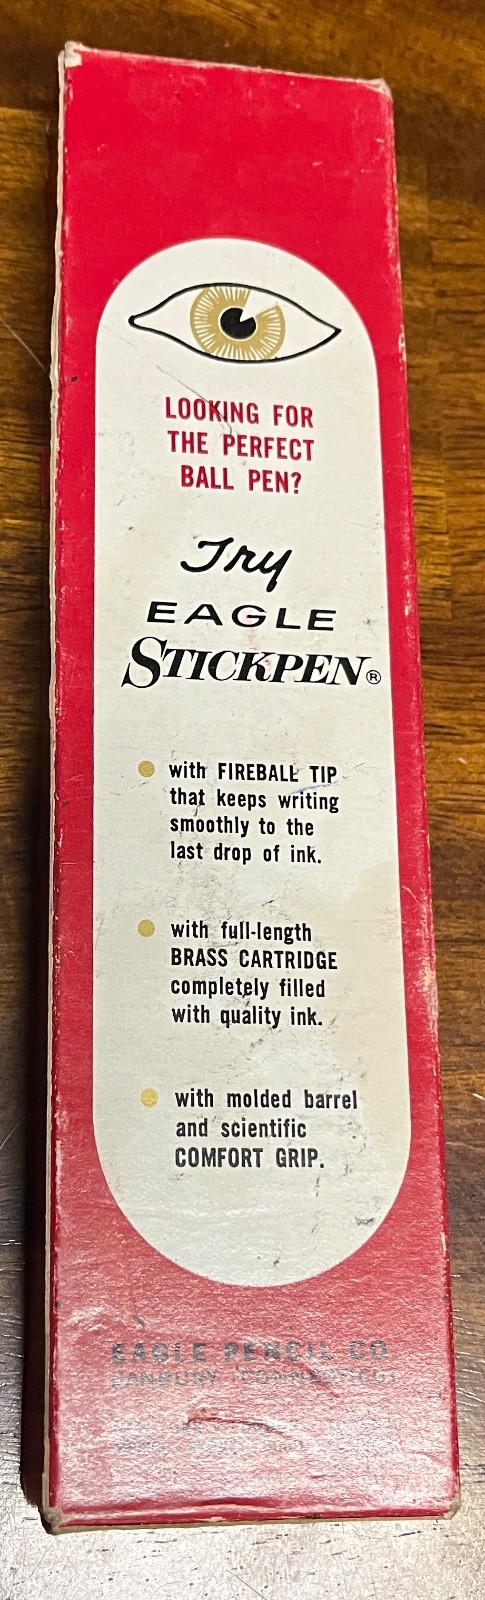 LOOKING FOR
THE PERFECT
BALL PEN?
Try
EAGLE
STICKPEN®
with FIREBALL TIP
that keeps writing
smoothly to the
last drop of ink.
with full-length
BRASS CARTRIDGE
completely filled
with quality ink.
with molded barrel
and scientific
COMFORT GRIP.
EAGLE PENCIL CO.
DANBURY, CONNECTICUT